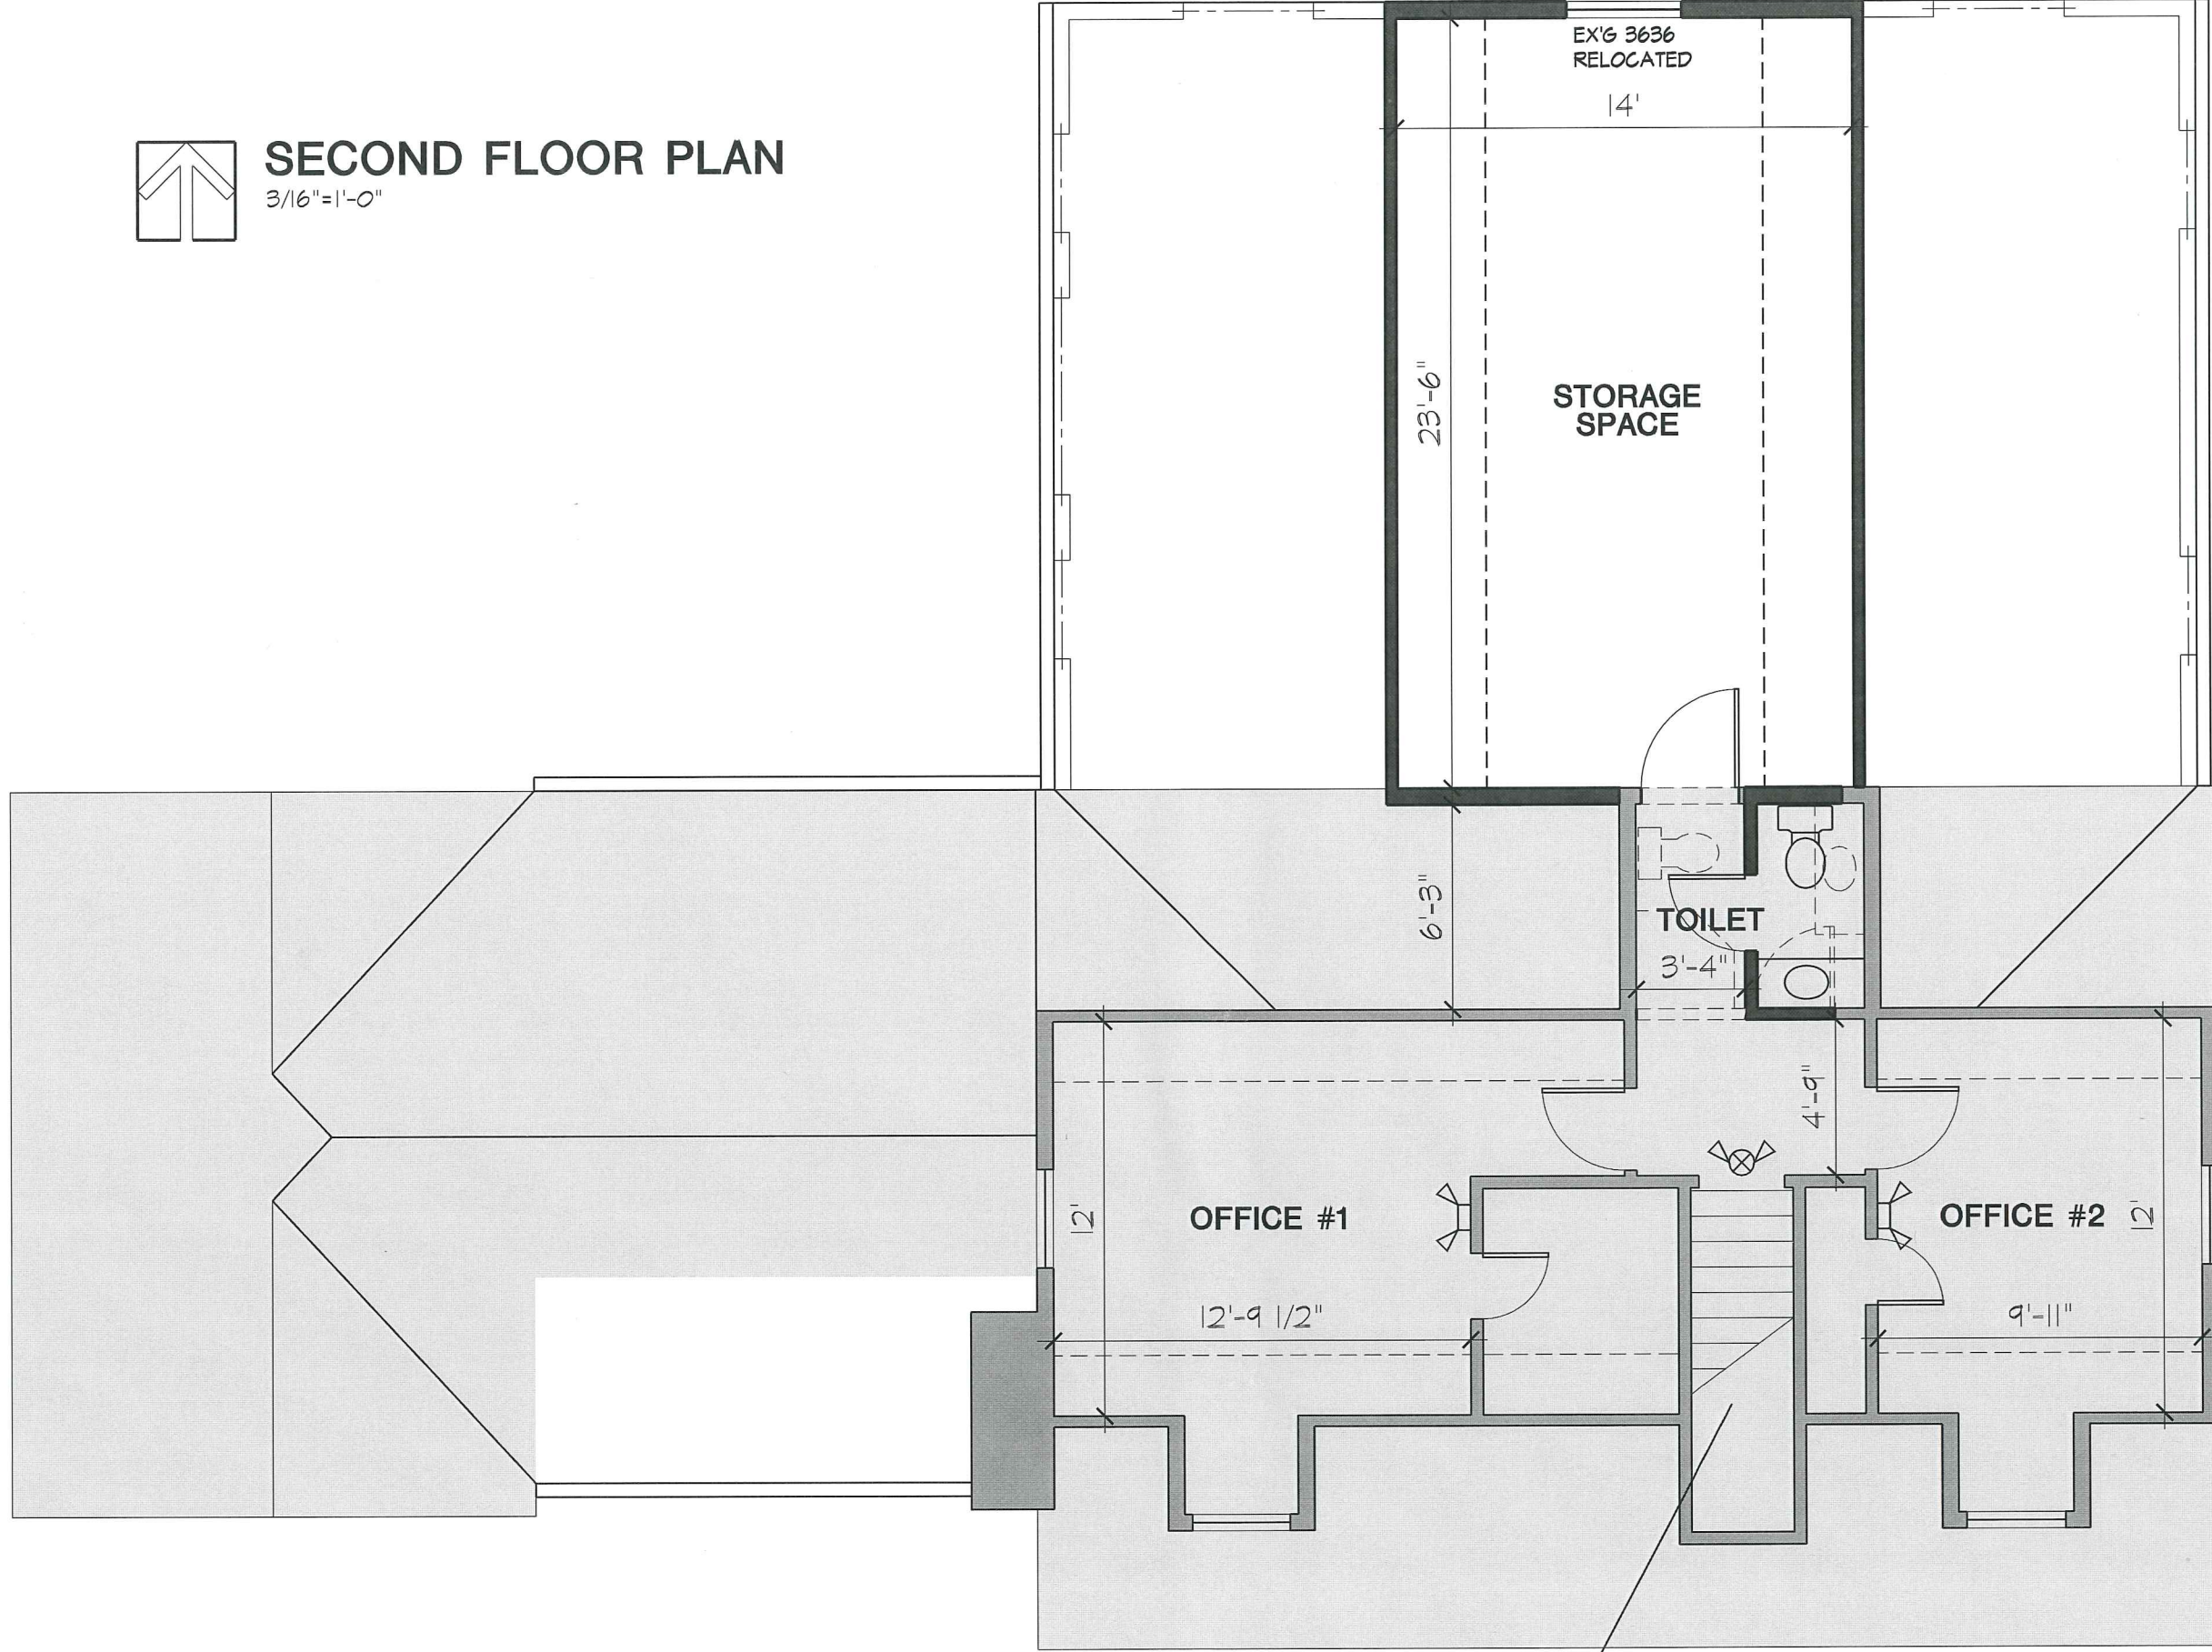 SECOND FLOOR PLAN
3/16"=1'-0"
EX'G 3636
RELOCATED
14'
23'-6"
STORAGE
SPACE
6'-3"
TOILET
3'-4"
4'-9"
OFFICE #1
12'
12'-9 1/2"
OFFICE #2
12'
9'-11"